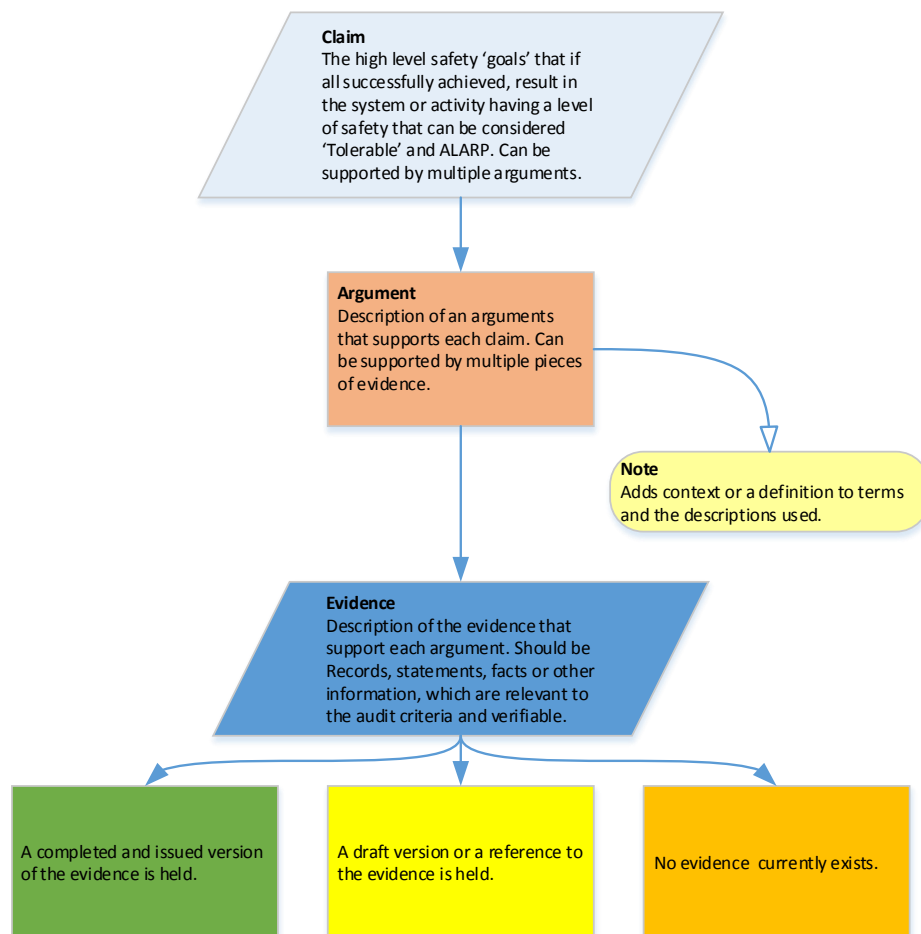 Claim
The high level safety ‘goals’ that if
all successfully achieved, result in
the system or activity having a level
of safety that can be considered
‘Tolerable’ and ALARP. Can be
supported by multiple arguments.
Argument
Description of an arguments
that supports each claim. Can
be supported by multiple pieces
of evidence.
Note
Adds context or a definition to terms
and the descriptions used.
Evidence
Description of the evidence that
support each argument. Should be
Records, statements, facts or other
information, which are relevant to
the audit criteria and verifiable.
A completed and issued version
of the evidence is held.
A draft version or a reference to
the evidence is held.
No evidence currently exists.